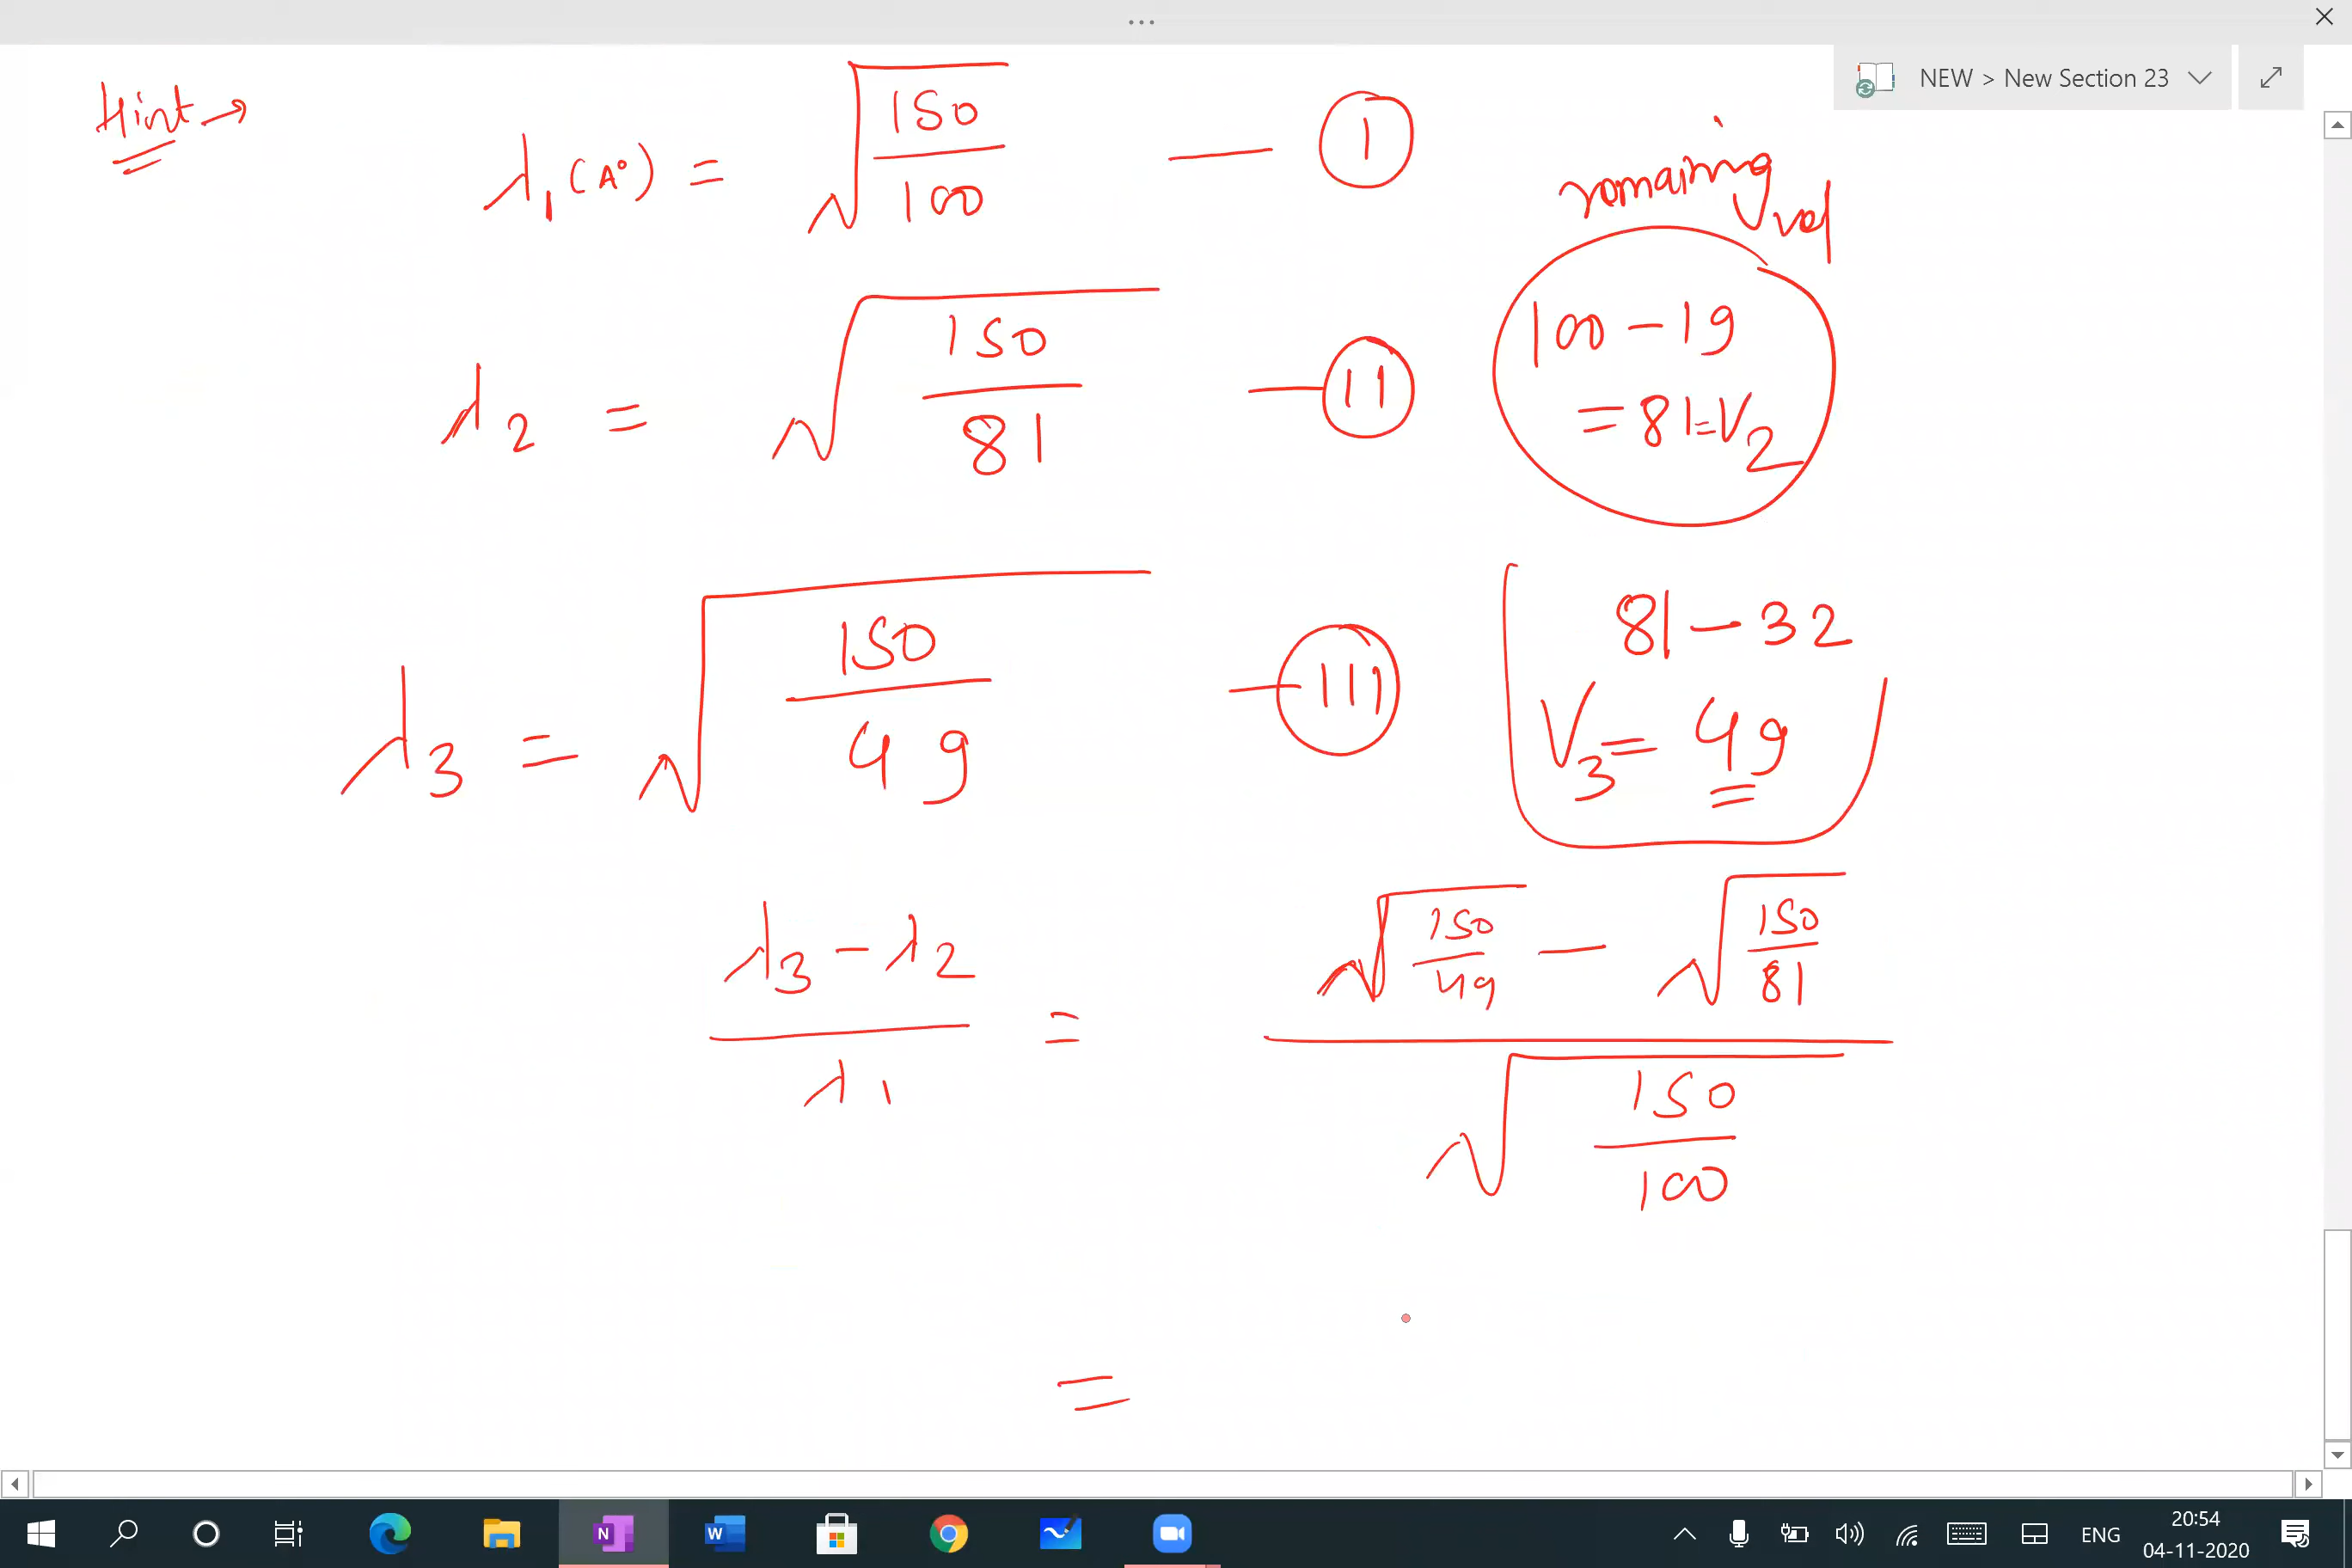 NEW > New Section 23
Hint →
λ₁(A°) = √(150/100) — I
remaining vol
100 - 19
= 81 = V₂
λ₂ = √(150/81) — II
81 - 32
V₃ = 49
λ₃ = √(150/49) — III
(λ₃ - λ₂)/λ₁ = (√(150/49) - √(150/81))/√(150/100)
=
ENG
20:54
04-11-2020